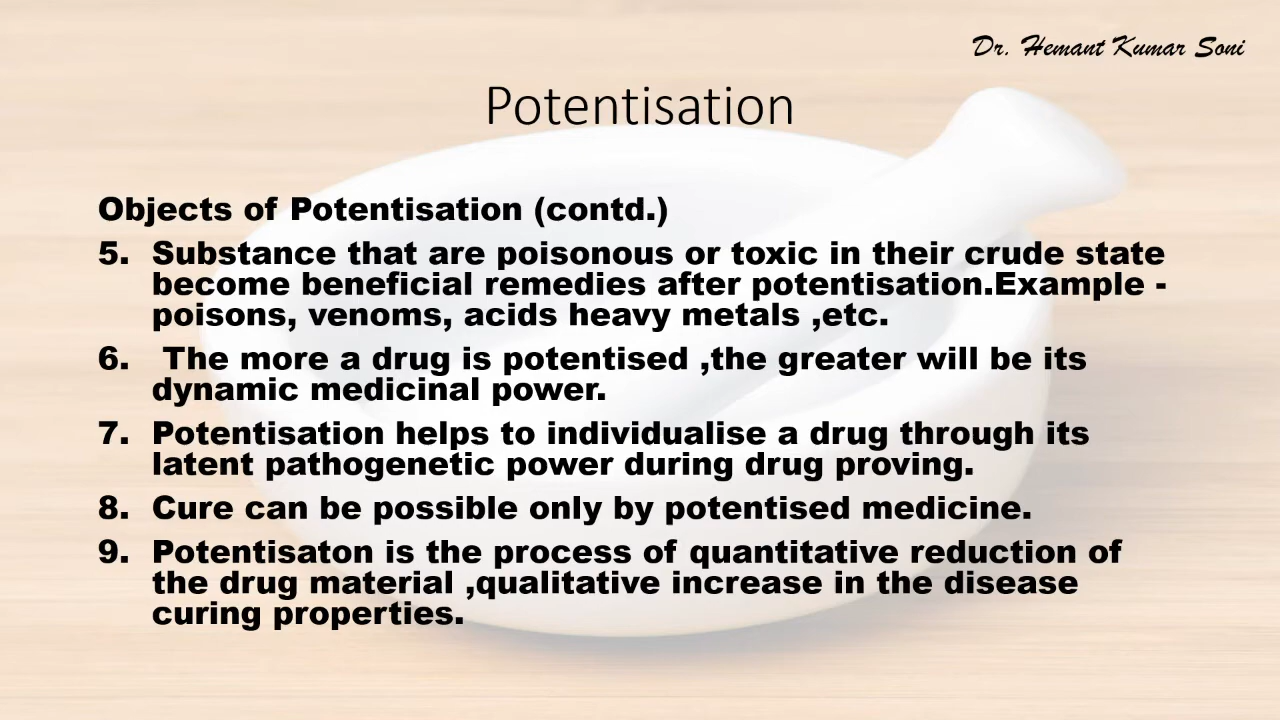 Dr. Hemant Kumar Soni
Potentisation
Objects of Potentisation (contd.)
5. Substance that are poisonous or toxic in their crude state
become beneficial remedies after potentisation.Example -
poisons, venoms, acids heavy metals ,etc.
6. The more a drug is potentised ,the greater will be its
dynamic medicinal power.
7. Potentisation helps to individualise a drug through its
latent pathogenetic power during drug proving.
8. Cure can be possible only by potentised medicine.
9. Potentisaton is the process of quantitative reduction of
the drug material ,qualitative increase in the disease
curing properties.